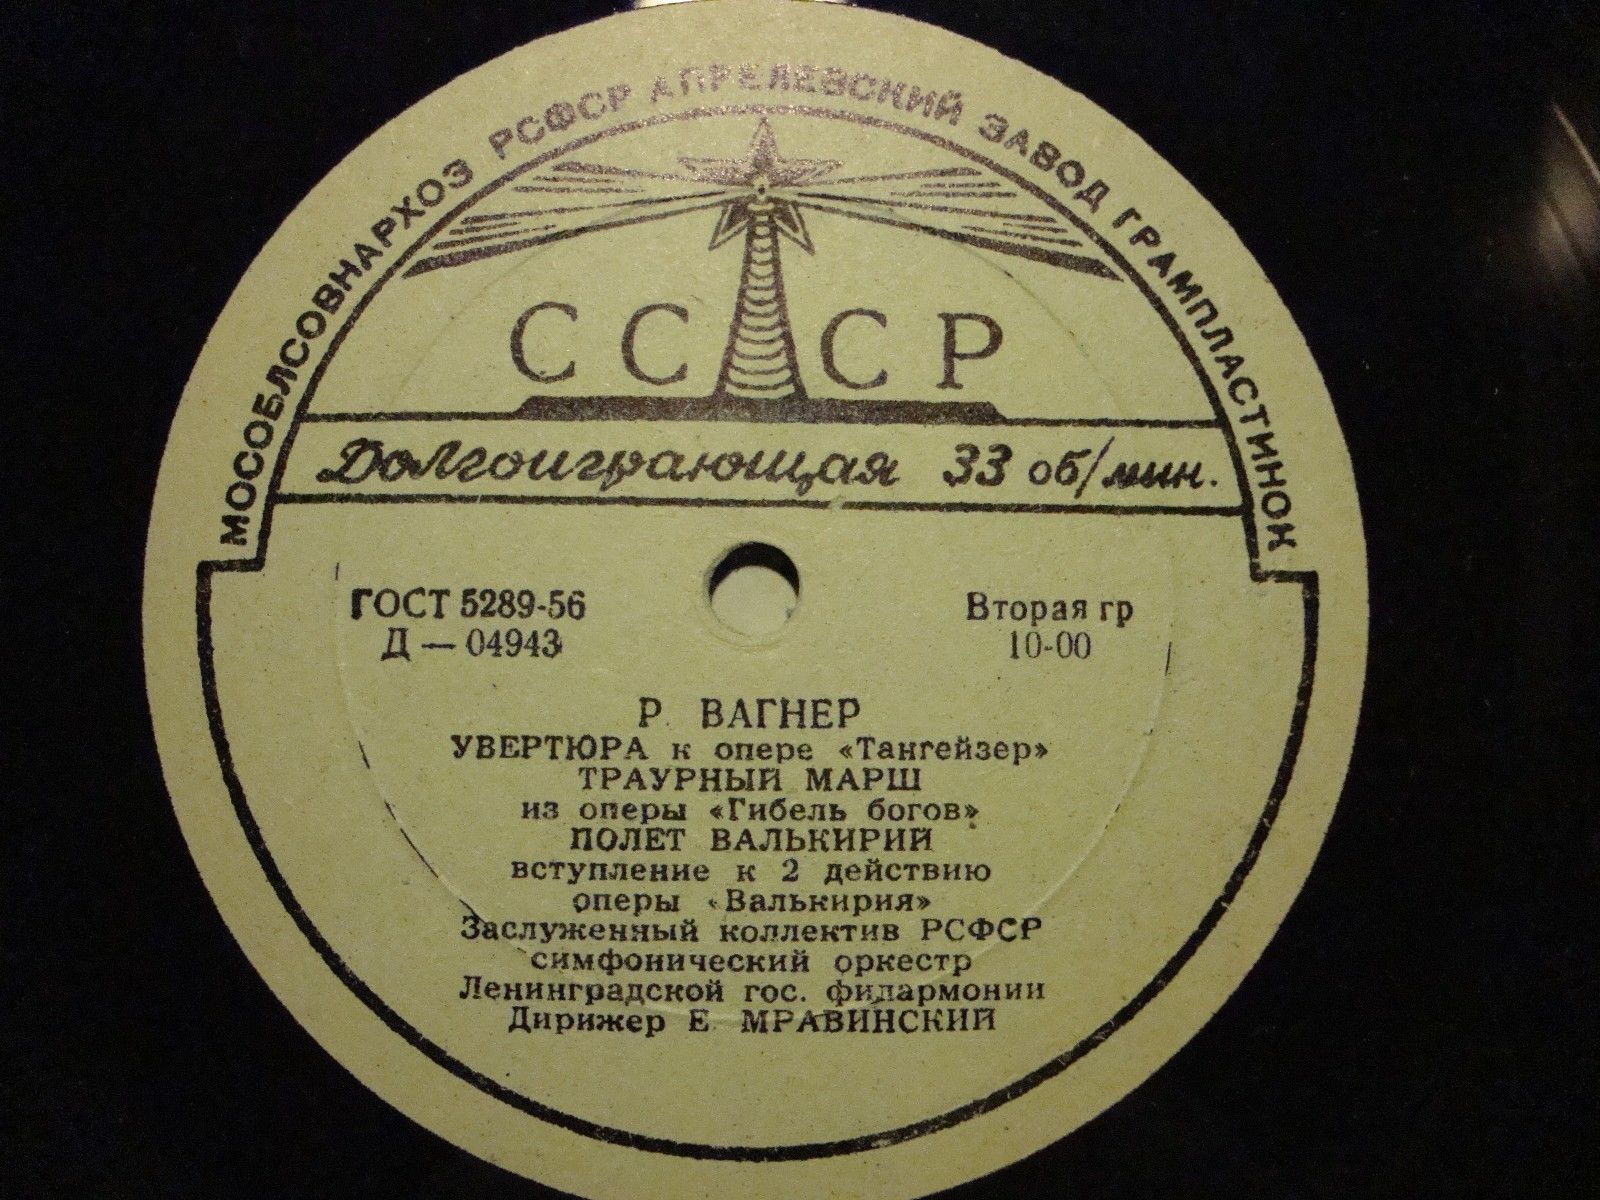 МОСОБЛСОВНАРХОЗ РСФСР АПРЕЛЕВСКИЙ ЗАВОД ГРАМПЛАСТИНОК
СССР
Долгоиграющая 33 об/мин.
ГОСТ 5289-56 Вторая гр
Д — 04943 10-00
Р. ВАГНЕР
УВЕРТЮРА к опере «Тангейзер»
ТРАУРНЫЙ МАРШ
из оперы «Гибель богов»
ПОЛЕТ ВАЛЬКИРИЙ
вступление к 2 действию
оперы «Валькирия»
Заслуженный коллектив РСФСР
симфонический оркестр
Ленинградской гос. филармонии
Дирижер Е. МРАВИНСКИЙ